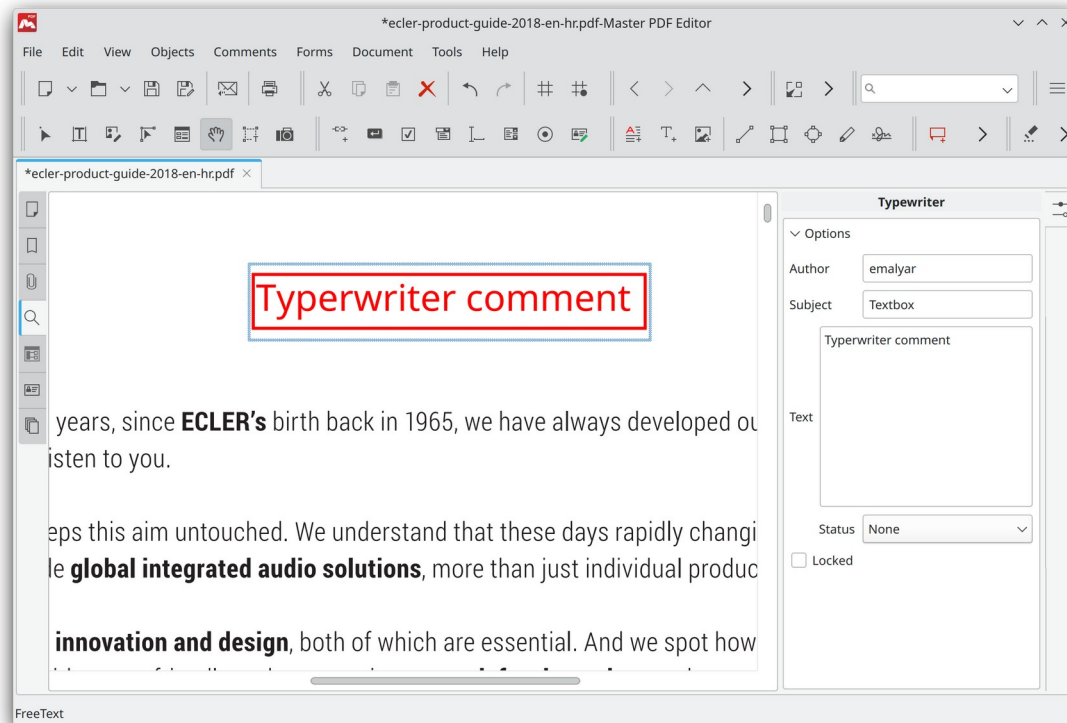 PDF
*ecler-product-guide-2018-en-hr.pdf-Master PDF Editor
File Edit View Objects Comments Forms Document Tools Help
*ecler-product-guide-2018-en-hr.pdf
Typewriter
Options
Author emalyar
Subject Textbox
Text Typerwriter comment
Status None
Locked
Typerwriter comment
years, since ECLER’s birth back in 1965, we have always developed
isten to you.
eps this aim untouched. We understand that these days rapidly changi
global integrated audio solutions, more than just individual produc
innovation and design, both of which are essential. And we spot how
FreeText